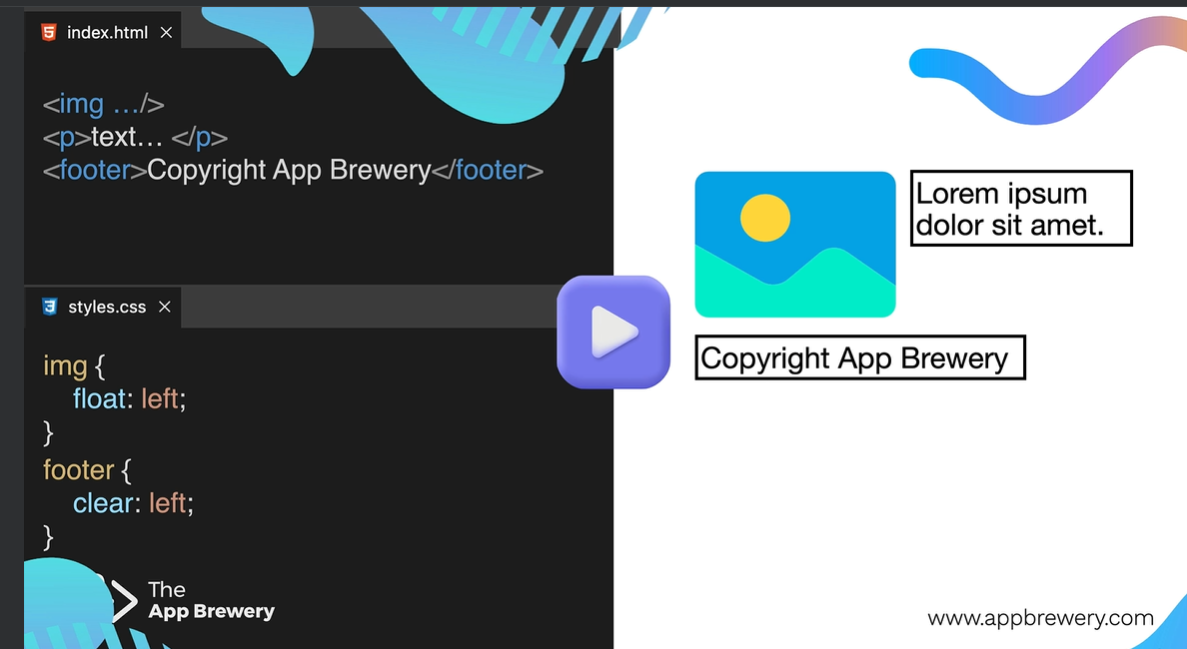 index.html
<img …/>
<p>text… </p>
<footer>Copyright App Brewery</footer>
styles.css
img {
float: left;
}
footer {
clear: left;
}
The
App Brewery
Lorem ipsum
dolor sit amet.
Copyright App Brewery
www.appbrewery.com